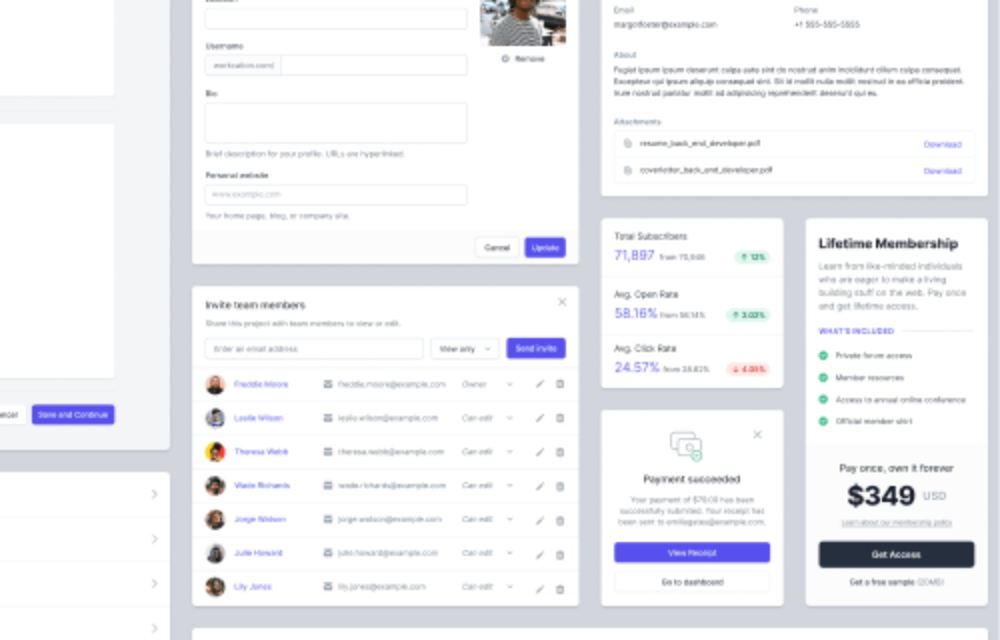 Username
workcation.com/
Bio
Brief description for your profile. URLs are hyperlinked.
Personal website
www.example.com
Your home page, blog, or company site.
Cancel
Update
Remove
Save and Continue
Invite team members
Share this project with team members to view or edit.
Enter an email address
View only
Send invite
Freddie Moore freddie.moore@example.com Owner
Leslie Wilson leslie.wilson@example.com Can edit
Theresa Webb theresa.webb@example.com Can edit
Wade Richards wade.richards@example.com Can edit
Jorge Watson jorge.watson@example.com Can edit
Julie Howard julie.howard@example.com Can edit
Lily Jones lily.jones@example.com Can edit
Email
Phone
margotfoster@example.com
+1 555-555-5555
About
Fugiat ipsum ipsum deserunt culpa aute sint do nostrud anim incididunt cillum culpa consequat.
Excepteur qui ipsum aliquip consequat sint. Sit id mollit nulla mollit nostrud in ea officia proident.
Irure nostrud pariatur mollit ad adipisicing reprehenderit deserunt qui eu.
Attachments
resume_back_end_developer.pdf Download
coverletter_back_end_developer.pdf Download
Total Subscribers
71,897 from 12%
Avg. Open Rate
58.16% from 56.14% 2.02%
Avg. Click Rate
24.57% from 28.62% 4.05%
Payment succeeded
Your payment of has been
successfully submitted. Your receipt has
been sent to emiliagates@example.com.
View Receipt
Go to dashboard
Lifetime Membership
Learn from like-minded individuals
who are eager to make a living
building stuff on the web. Pay once
and get lifetime access.
WHAT'S INCLUDED
Private forum access
Member resources
Access to annual online conference
Official member shirt
Pay once, own it forever
$349 USD
Learn about our membership policy
Get Access
Get a free sample (20MB)